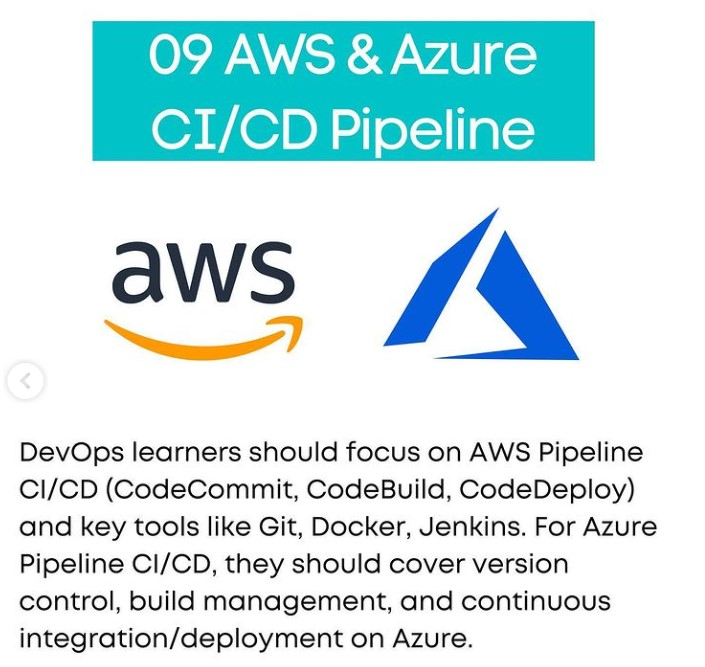 09 AWS & Azure
CI/CD Pipeline
aws
DevOps learners should focus on AWS Pipeline
CI/CD (CodeCommit, CodeBuild, CodeDeploy)
and key tools like Git, Docker, Jenkins. For Azure
Pipeline CI/CD, they should cover version
control, build management, and continuous
integration/deployment on Azure.